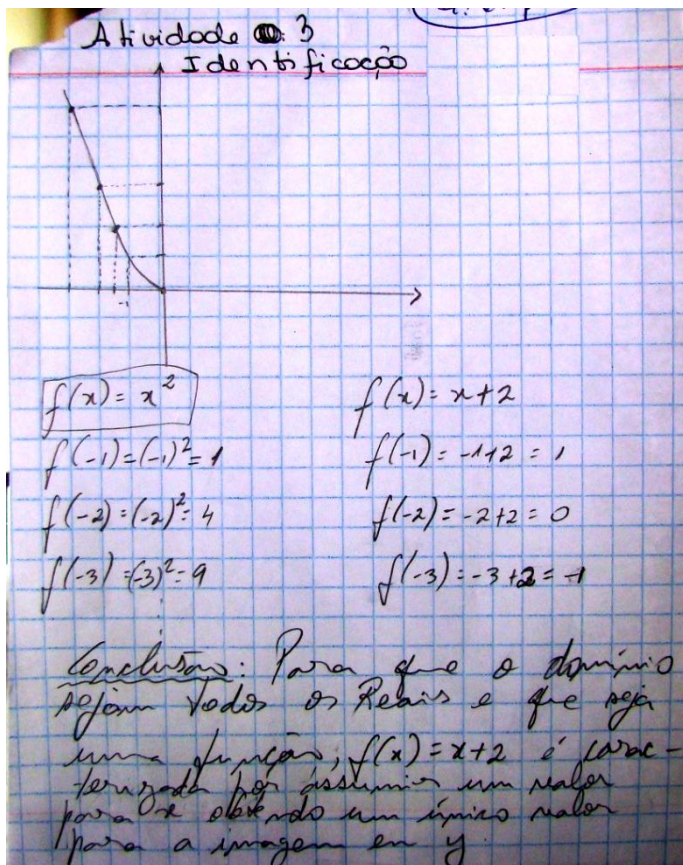 Atividade 3
Identificação
f(x) = x²
f(x) = x+2
f(-1) = (-1)² = 1
f(-1) = -1+2 = 1
f(-2) = (-2)² = 4
f(-2) = -2+2 = 0
f(-3) = (-3)² = 9
f(-3) = -3+2 = -1
Conclusão: Para que o domínio
sejam todos os Reais e que seja
uma função, f(x) = x+2 é carac-
terizada por assumir um valor
para x obtendo um único valor
para a imagem em y